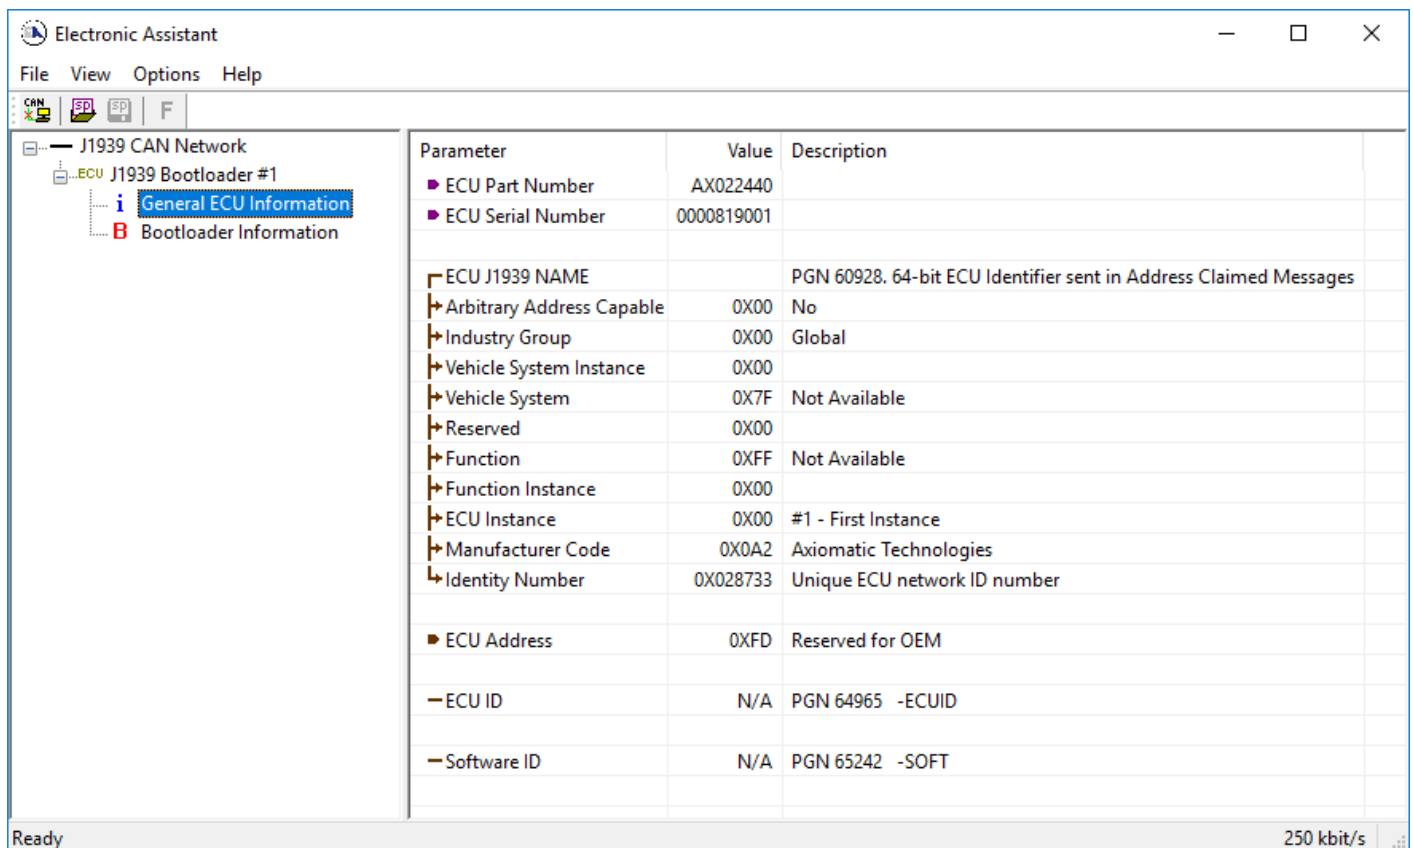 Electronic Assistant
File View Options Help
CAN SP SP F
J1939 CAN Network
ECU J1939 Bootloader #1
i General ECU Information
B Bootloader Information
Parameter Value Description
ECU Part Number AX022440
ECU Serial Number 0000819001
ECU J1939 NAME PGN 60928. 64-bit ECU Identifier sent in Address Claimed Messages
Arbitrary Address Capable 0X00 No
Industry Group 0X00 Global
Vehicle System Instance 0X00
Vehicle System 0X7F Not Available
Reserved 0X00
Function 0XFF Not Available
Function Instance 0X00
ECU Instance 0X00 #1 - First Instance
Manufacturer Code 0X0A2 Axiomatic Technologies
Identity Number 0X028733 Unique ECU network ID number
ECU Address 0XFD Reserved for OEM
ECU ID N/A PGN 64965 -ECUID
Software ID N/A PGN 65242 -SOFT
Ready 250 kbit/s